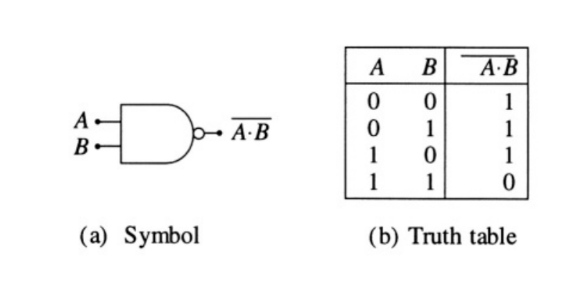 A
B
A·B
(a) Symbol
A B A·B
0 0 1
0 1 1
1 0 1
1 1 0
(b) Truth table